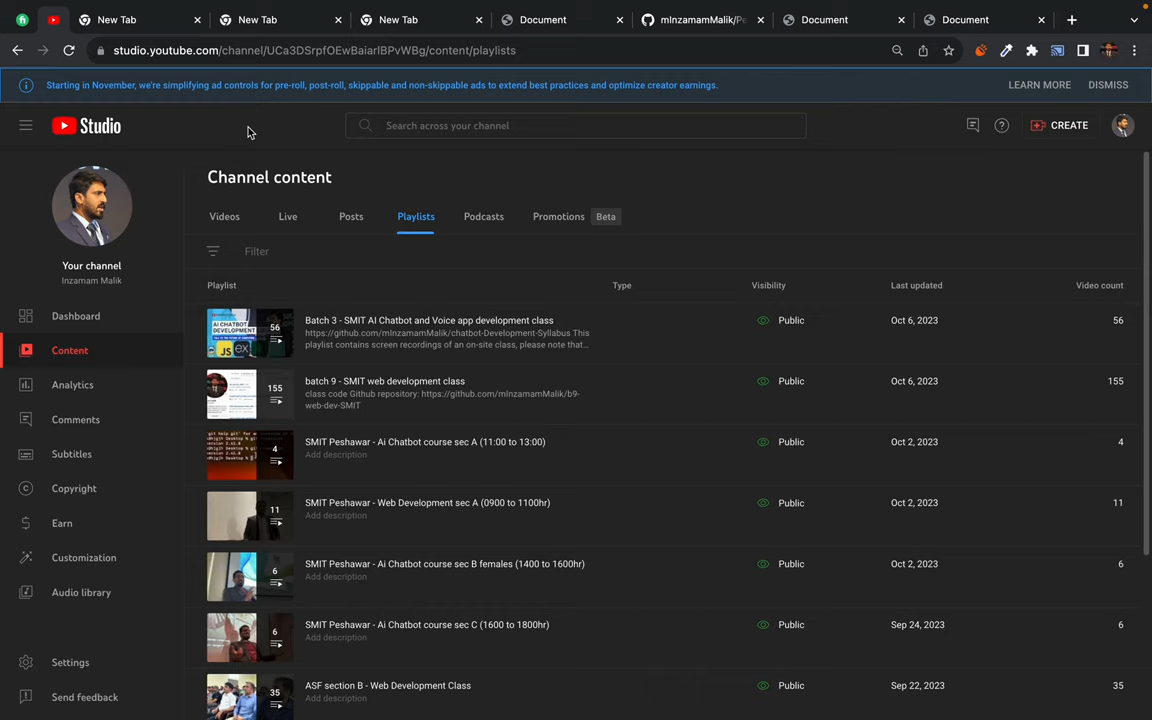 New Tab
New Tab
New Tab
Document
mInzamamMalik/Pe
Document
Document
studio.youtube.com/channel/UCa3DSrpfOEwBaiarlBPvWBg/content/playlists
Starting in November, we're simplifying ad controls for pre-roll, post-roll, skippable and non-skippable ads to extend best practices and optimize creator earnings.
LEARN MORE
DISMISS
Studio
Search across your channel
CREATE
Your channel
Inzamam Malik
Dashboard
Content
Analytics
Comments
Subtitles
Copyright
Earn
Customization
Audio library
Settings
Send feedback
Channel content
Videos
Live
Posts
Playlists
Podcasts
Promotions
Beta
Filter
Playlist
Type
Visibility
Last updated
Video count
AI CHATBOT
DEVELOPMENT
JS
56
Batch 3 - SMIT AI Chatbot and Voice app development class
https://github.com/mInzamamMalik/chatbot-Development-Syllabus This
playlist contains screen recordings of an on-site class, please note that...
Public
Oct 6, 2023
56
155
batch 9 - SMIT web development class
class code Github repository: https://github.com/mInzamamMalik/b9-
web-dev-SMIT
Public
Oct 6, 2023
155
4
SMIT Peshawar - Ai Chatbot course sec A (11:00 to 13:00)
Add description
Public
Oct 2, 2023
4
11
SMIT Peshawar - Web Development sec A (0900 to 1100hr)
Add description
Public
Oct 2, 2023
11
6
SMIT Peshawar - Ai Chatbot course sec B females (1400 to 1600hr)
Add description
Public
Oct 2, 2023
6
6
SMIT Peshawar - Ai Chatbot course sec C (1600 to 1800hr)
Add description
Public
Sep 24, 2023
6
35
ASF section B - Web Development Class
Add description
Public
Sep 22, 2023
35